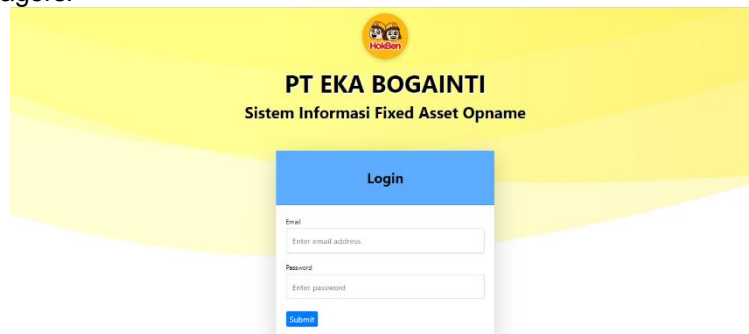 HokBen
PT EKA BOGAINTI
Sistem Informasi Fixed Asset Opname
Login
Email
Enter email address
Password
Enter password
Submit